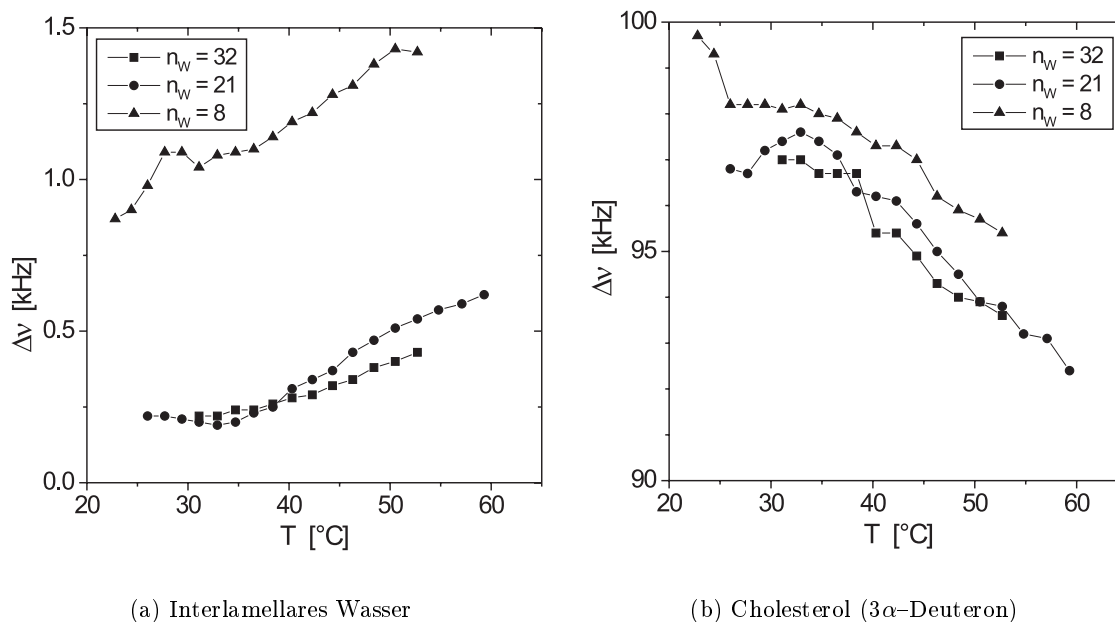 1.5
1.0
0.5
0.0
Δν [kHz]
n_W = 32
n_W = 21
n_W = 8
20 30 40 50 60
T [°C]
(a) Interlamellares Wasser
100
95
90
Δν [kHz]
n_W = 32
n_W = 21
n_W = 8
20 30 40 50 60
T [°C]
(b) Cholesterol (3α–Deuteron)